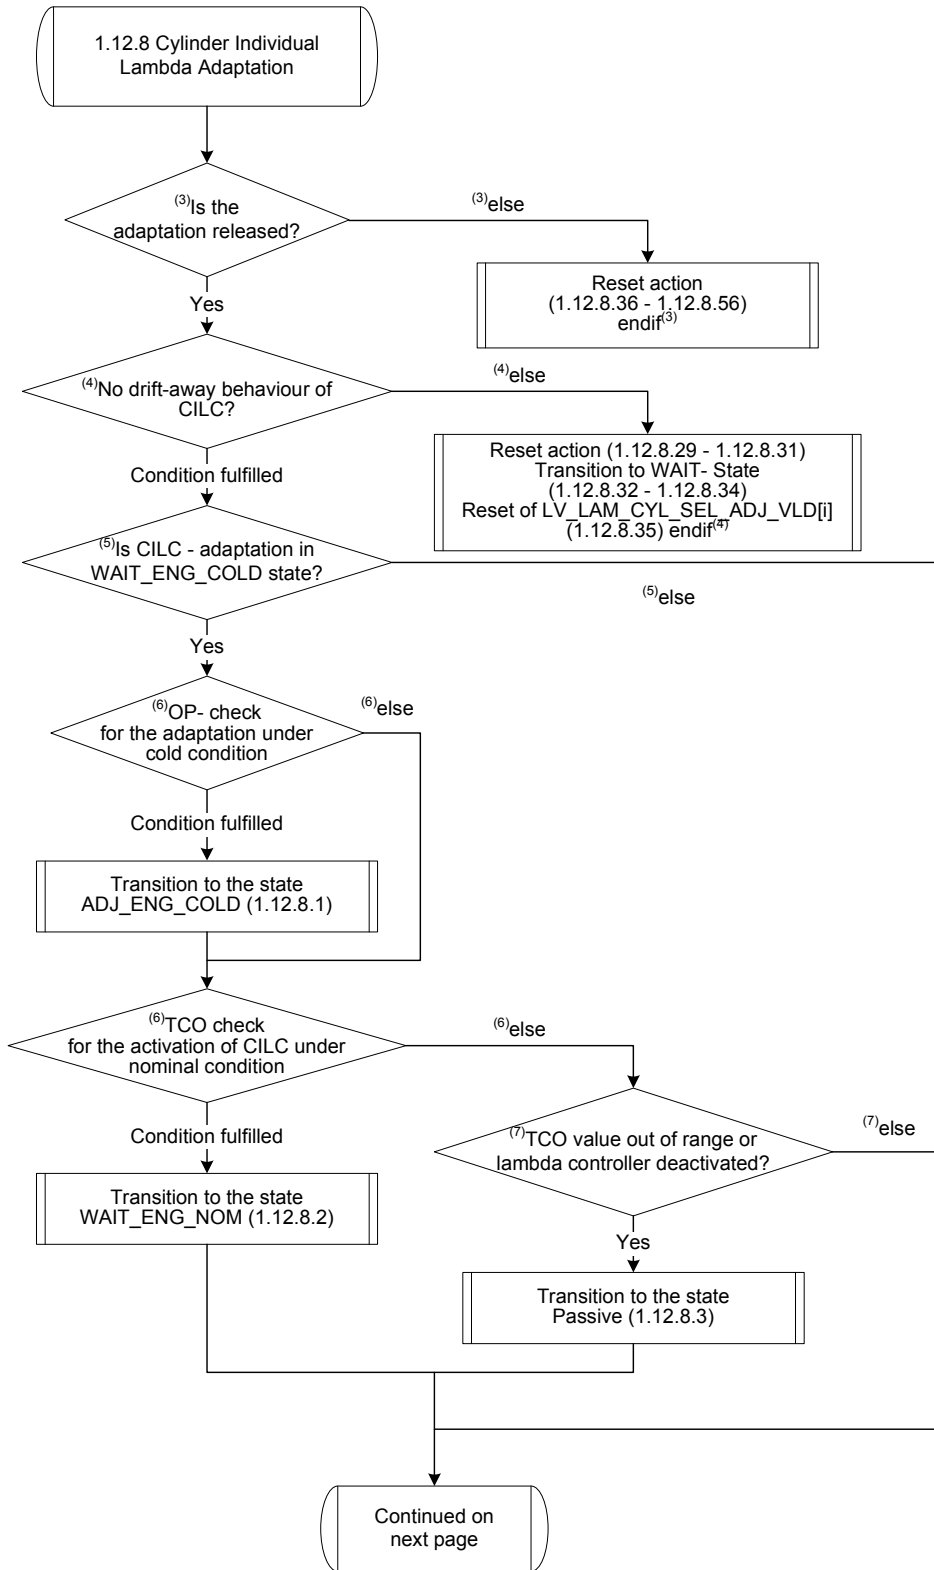 1.12.8 Cylinder Individual
Lambda Adaptation
(3)Is the
adaptation released?
(3)else
Reset action
(1.12.8.36 - 1.12.8.56)
endif(3)
Yes
(4)No drift-away behaviour of
CILC?
(4)else
Reset action (1.12.8.29 - 1.12.8.31)
Transition to WAIT- State
(1.12.8.32 - 1.12.8.34)
Reset of LV_LAM_CYL_SEL_ADJ_VLD[i]
(1.12.8.35) endif(4)
Condition fulfilled
(5)Is CILC - adaptation in
WAIT_ENG_COLD state?
(5)else
Yes
(6)OP- check
for the adaptation under
cold condition
(6)else
Condition fulfilled
Transition to the state
ADJ_ENG_COLD (1.12.8.1)
(6)TCO check
for the activation of CILC under
nominal condition
(6)else
Condition fulfilled
(7)TCO value out of range or
lambda controller deactivated?
(7)else
Transition to the state
WAIT_ENG_NOM (1.12.8.2)
Yes
Transition to the state
Passive (1.12.8.3)
Continued on
next page